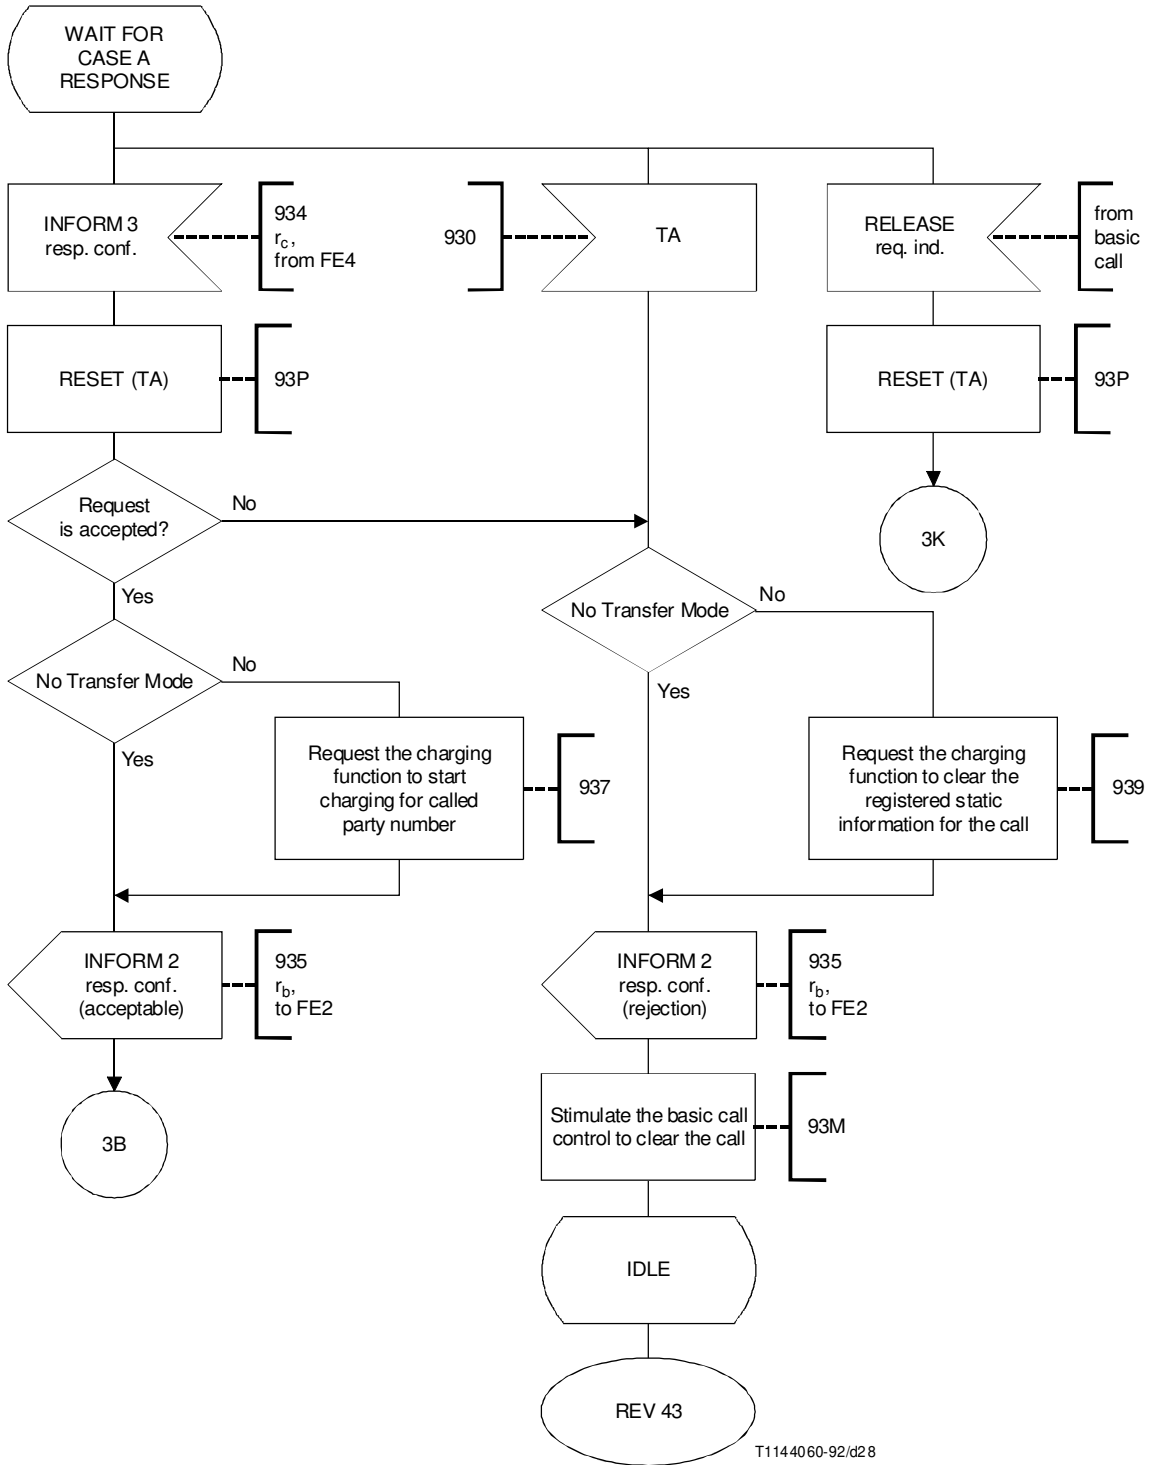 WAIT FOR
CASE A
RESPONSE
INFORM 3
resp. conf.
934
rc,
from FE4
930
TA
RELEASE
req. ind.
from
basic
call
RESET (TA)
93P
RESET (TA)
93P
Request
is accepted?
No
Yes
3K
No Transfer Mode
No
Yes
No Transfer Mode
No
Yes
Request the charging
function to start
charging for called
party number
937
Request the charging
function to clear the
registered static
information for the call
939
INFORM 2
resp. conf.
(acceptable)
935
rb,
to FE2
INFORM 2
resp. conf.
(rejection)
935
rb,
to FE2
3B
Stimulate the basic call
control to clear the call
93M
IDLE
REV 43
T1144060-92/d28